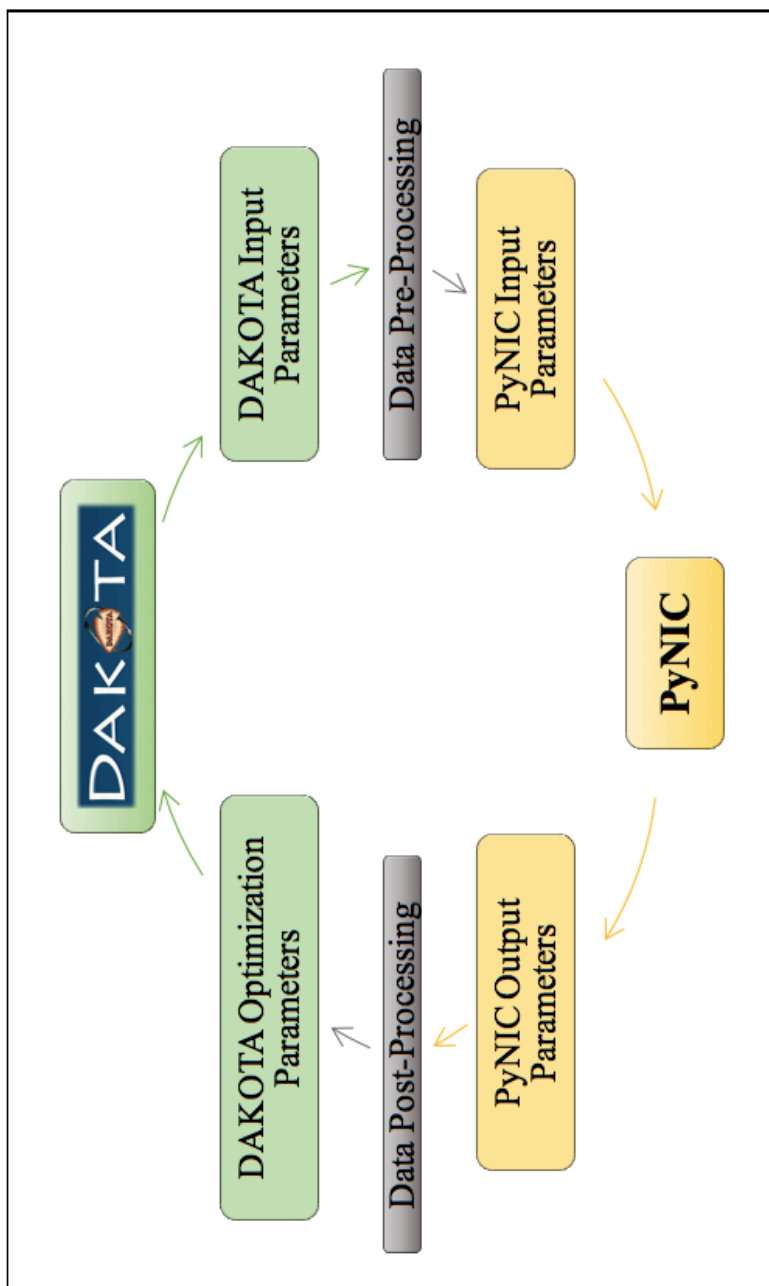 DAKOTA
DAKOTA
DAKOTA Input
Parameters
Data Pre-Processing
PyNIC Input
Parameters
PyNIC
PyNIC Output
Parameters
Data Post-Processing
DAKOTA Optimization
Parameters